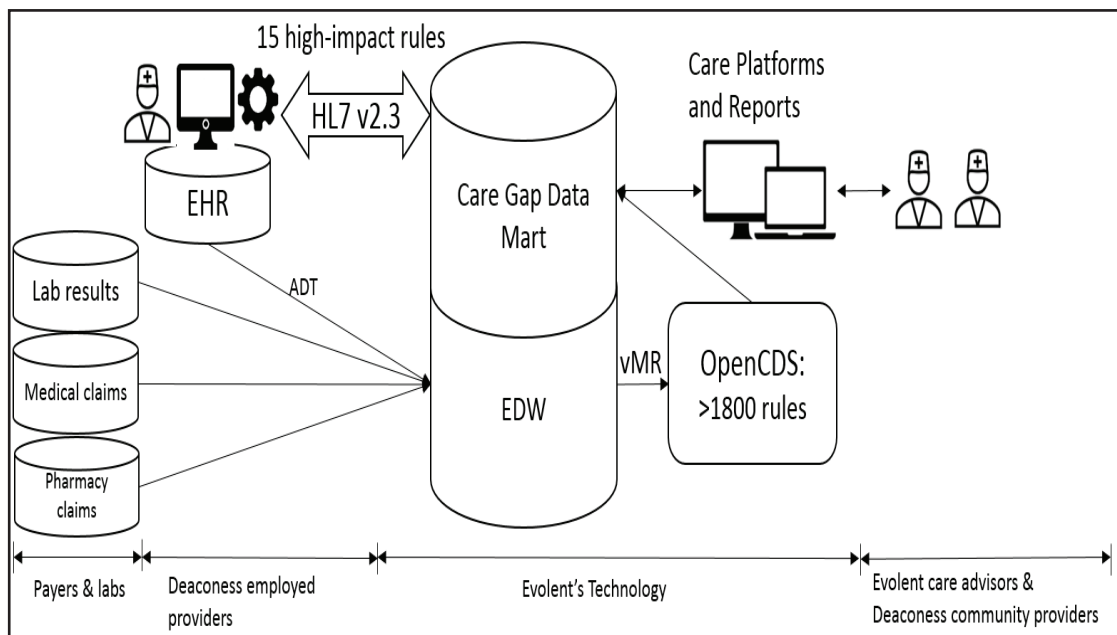 15 high-impact rules
HL7 v2.3
Care Platforms
and Reports
EHR
Care Gap Data
Mart
Lab results
ADT
Medical claims
EDW
vMR
OpenCDS:
>1800 rules
Pharmacy
claims
Payers & labs
Deaconess employed
providers
Evolent's Technology
Evolent care advisors &
Deaconess community providers